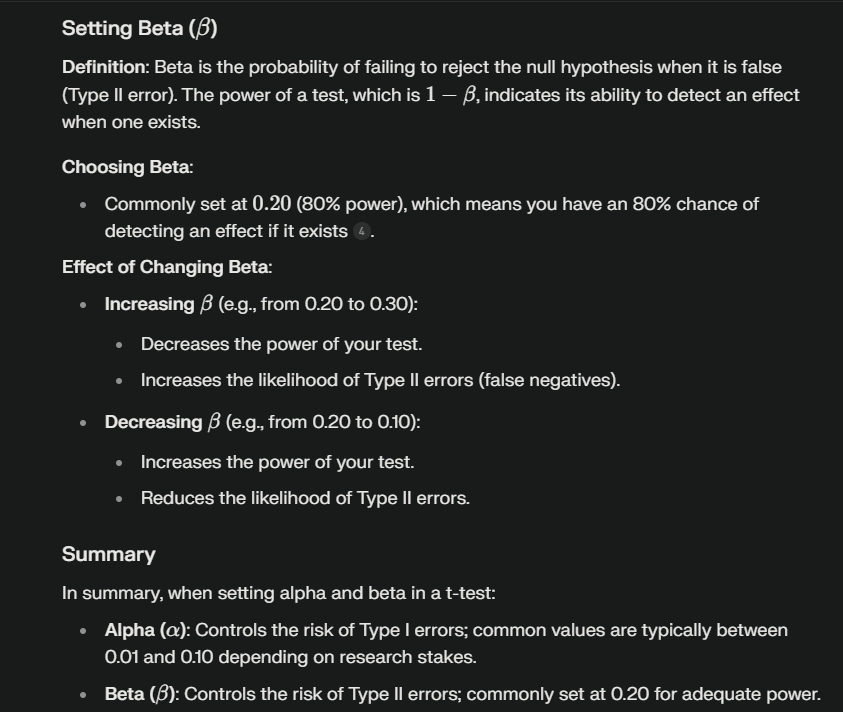 Setting Beta (β)
Definition: Beta is the probability of failing to reject the null hypothesis when it is false
(Type II error). The power of a test, which is 1 − β, indicates its ability to detect an effect
when one exists.
Choosing Beta:
• Commonly set at 0.20 (80% power), which means you have an 80% chance of
detecting an effect if it exists 4 .
Effect of Changing Beta:
• Increasing β (e.g., from 0.20 to 0.30):
• Decreases the power of your test.
• Increases the likelihood of Type II errors (false negatives).
• Decreasing β (e.g., from 0.20 to 0.10):
• Increases the power of your test.
• Reduces the likelihood of Type II errors.
Summary
In summary, when setting alpha and beta in a t-test:
• Alpha (α): Controls the risk of Type I errors; common values are typically between
0.01 and 0.10 depending on research stakes.
• Beta (β): Controls the risk of Type II errors; commonly set at 0.20 for adequate power.